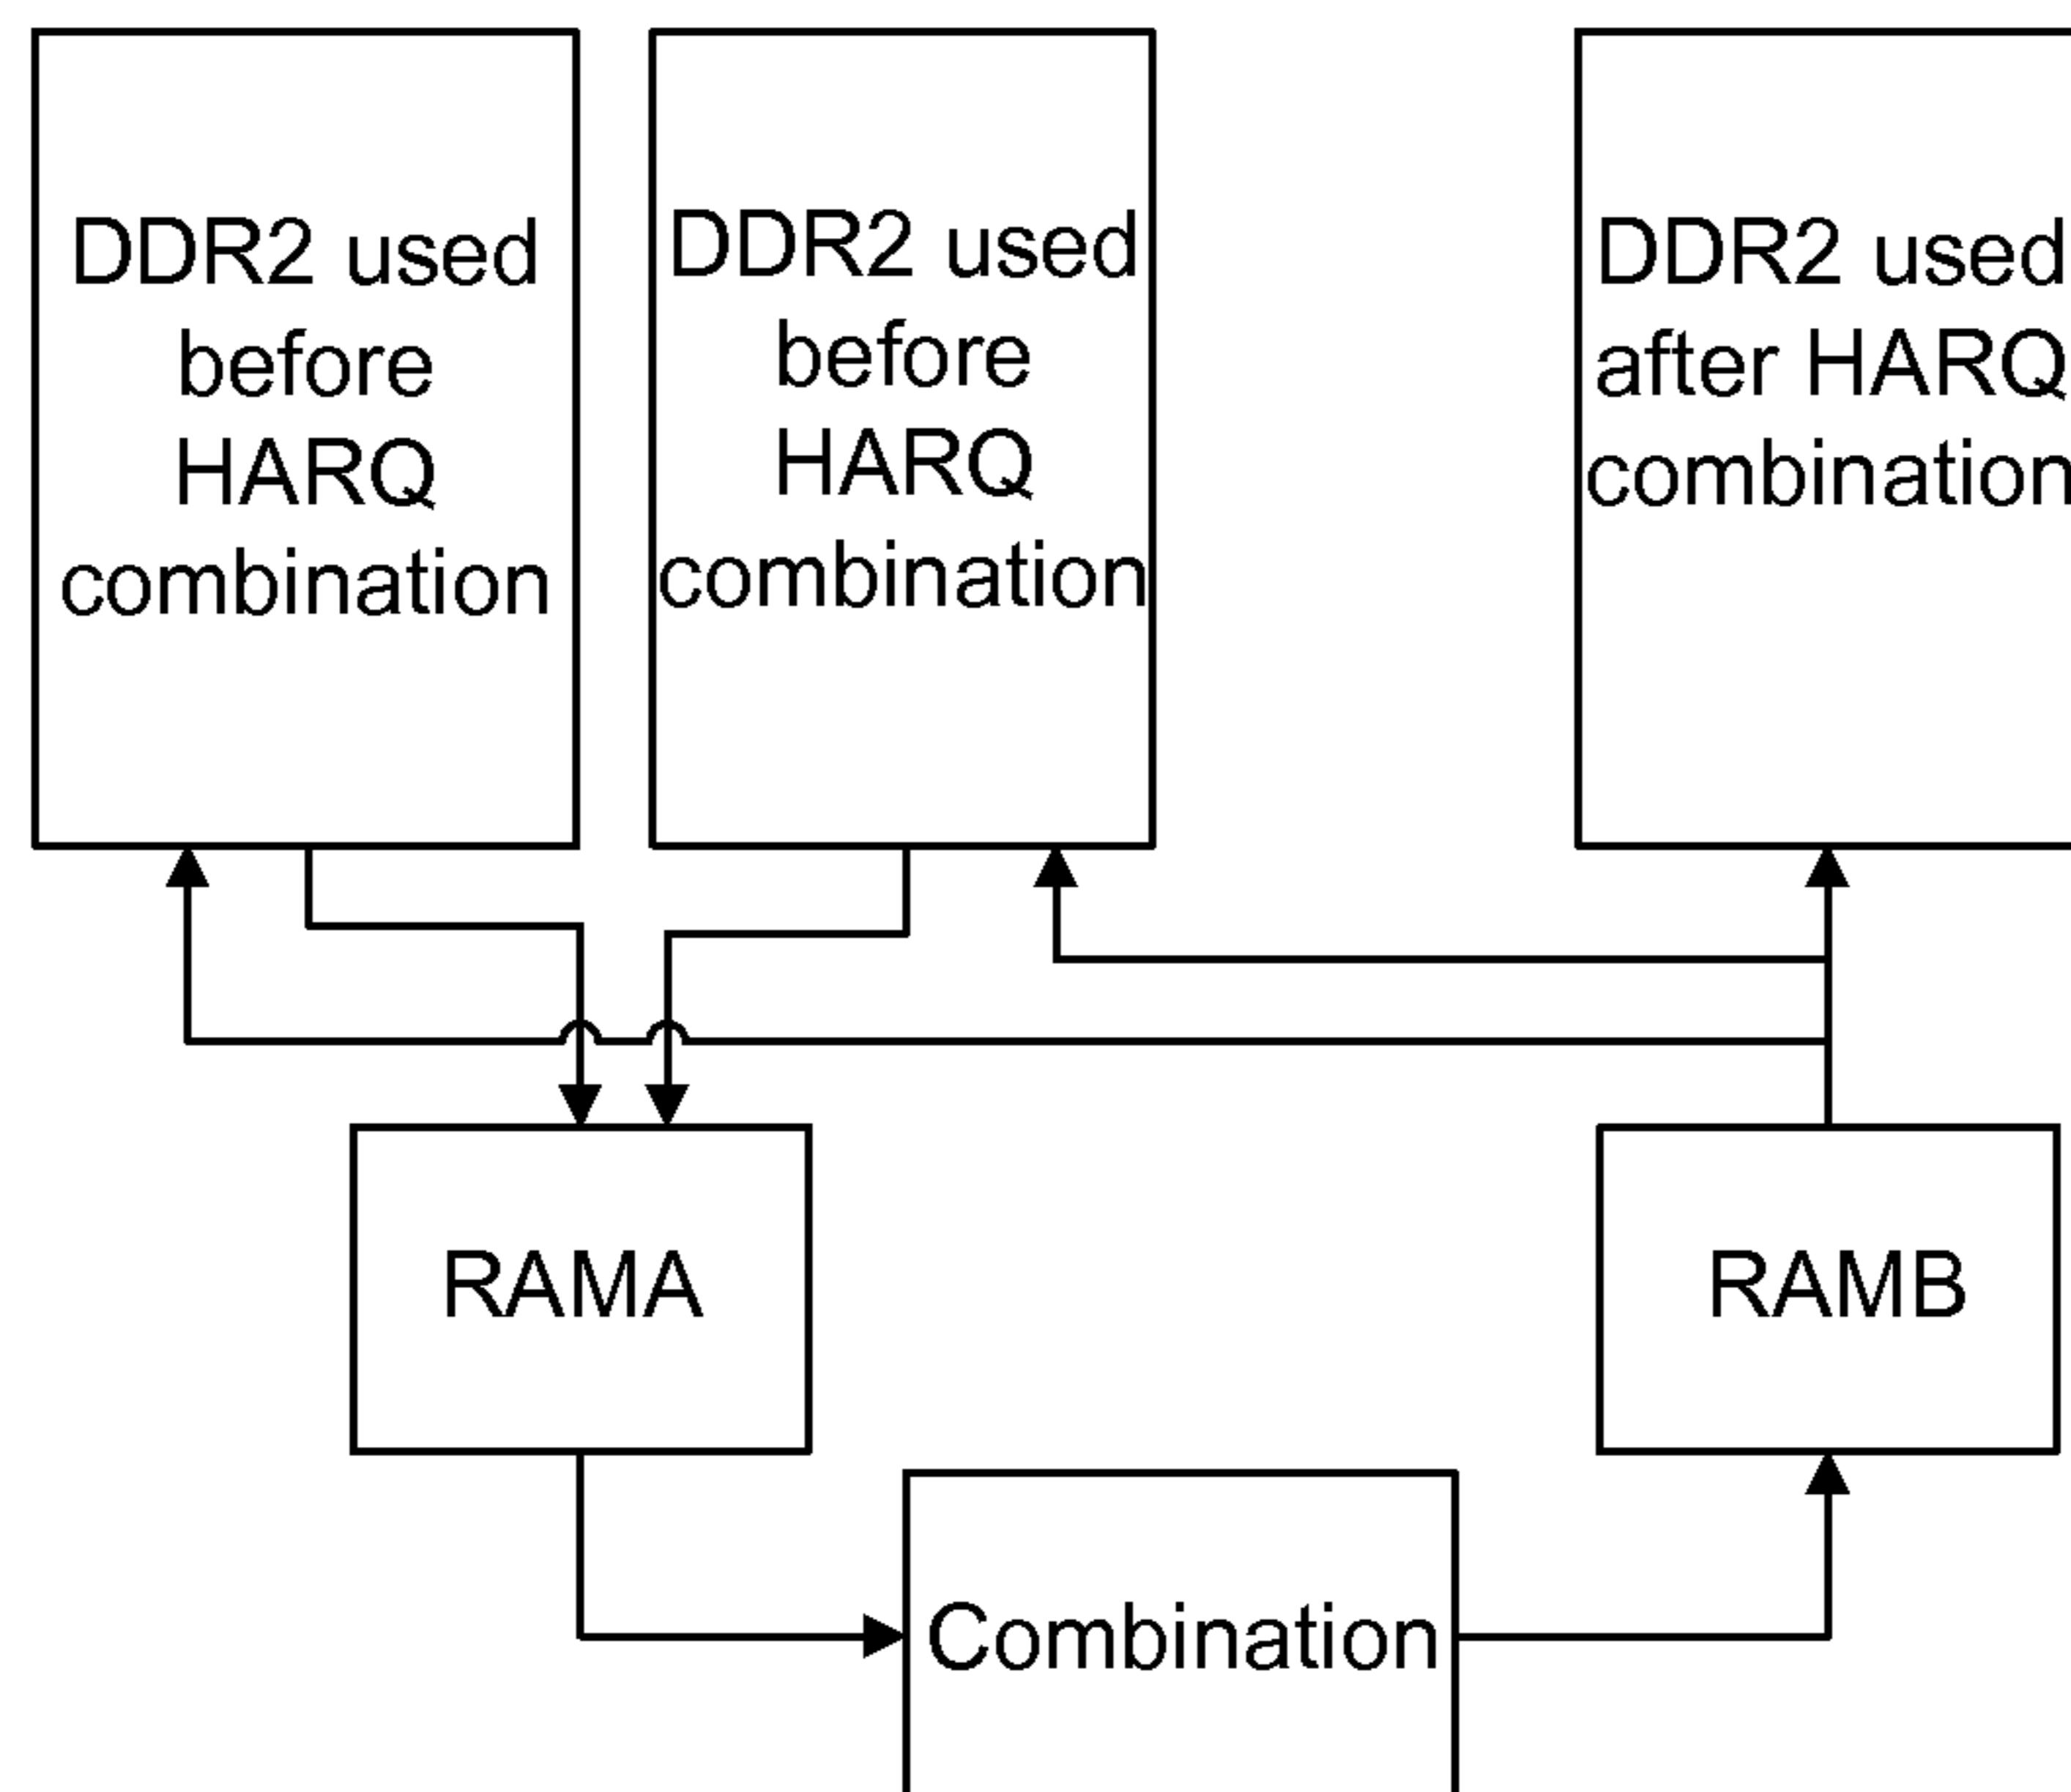 DDR2 used
before
HARQ
combination
DDR2 used
before
HARQ
combination
DDR2 used
after HARQ
combination
RAMA
RAMB
Combination